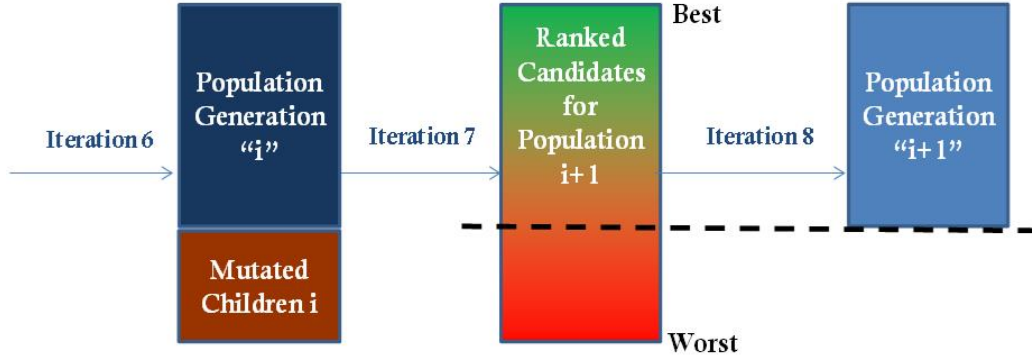 Iteration 6
Population
Generation
“i”
Mutated
Children i
Iteration 7
Best
Ranked
Candidates
for
Population
i+1
Worst
Iteration 8
Population
Generation
“i+1”